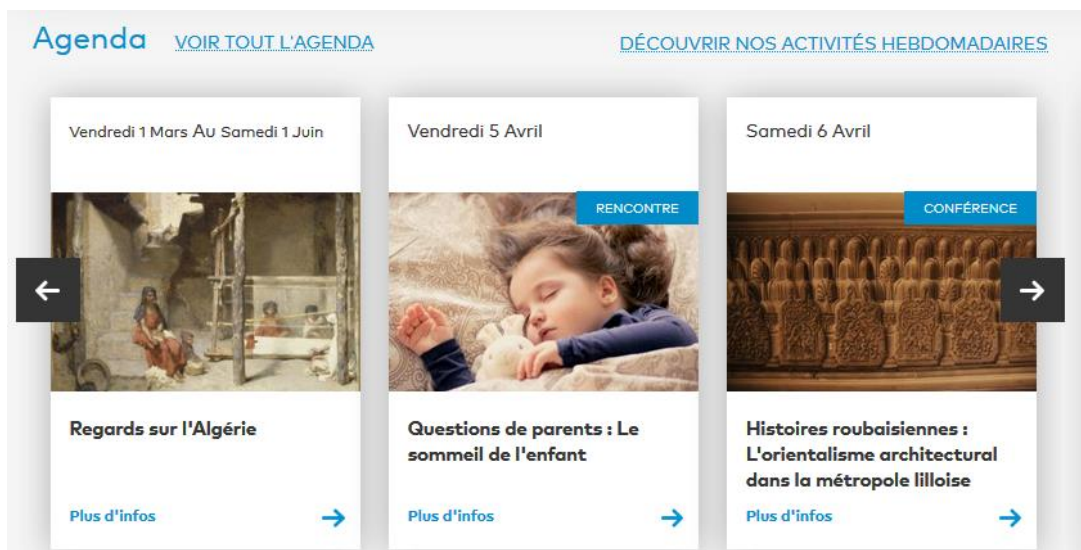 Agenda VOIR TOUT L'AGENDA DÉCOUVRIR NOS ACTIVITÉS HEBDOMADAIRES
Vendredi 1 Mars Au Samedi 1 Juin
Regards sur l'Algérie
Plus d'infos
Vendredi 5 Avril
RENCONTRE
Questions de parents : Le
sommeil de l'enfant
Plus d'infos
Samedi 6 Avril
CONFÉRENCE
Histoires roubaisiennes :
L'orientalisme architectural
dans la métropole lilloise
Plus d'infos